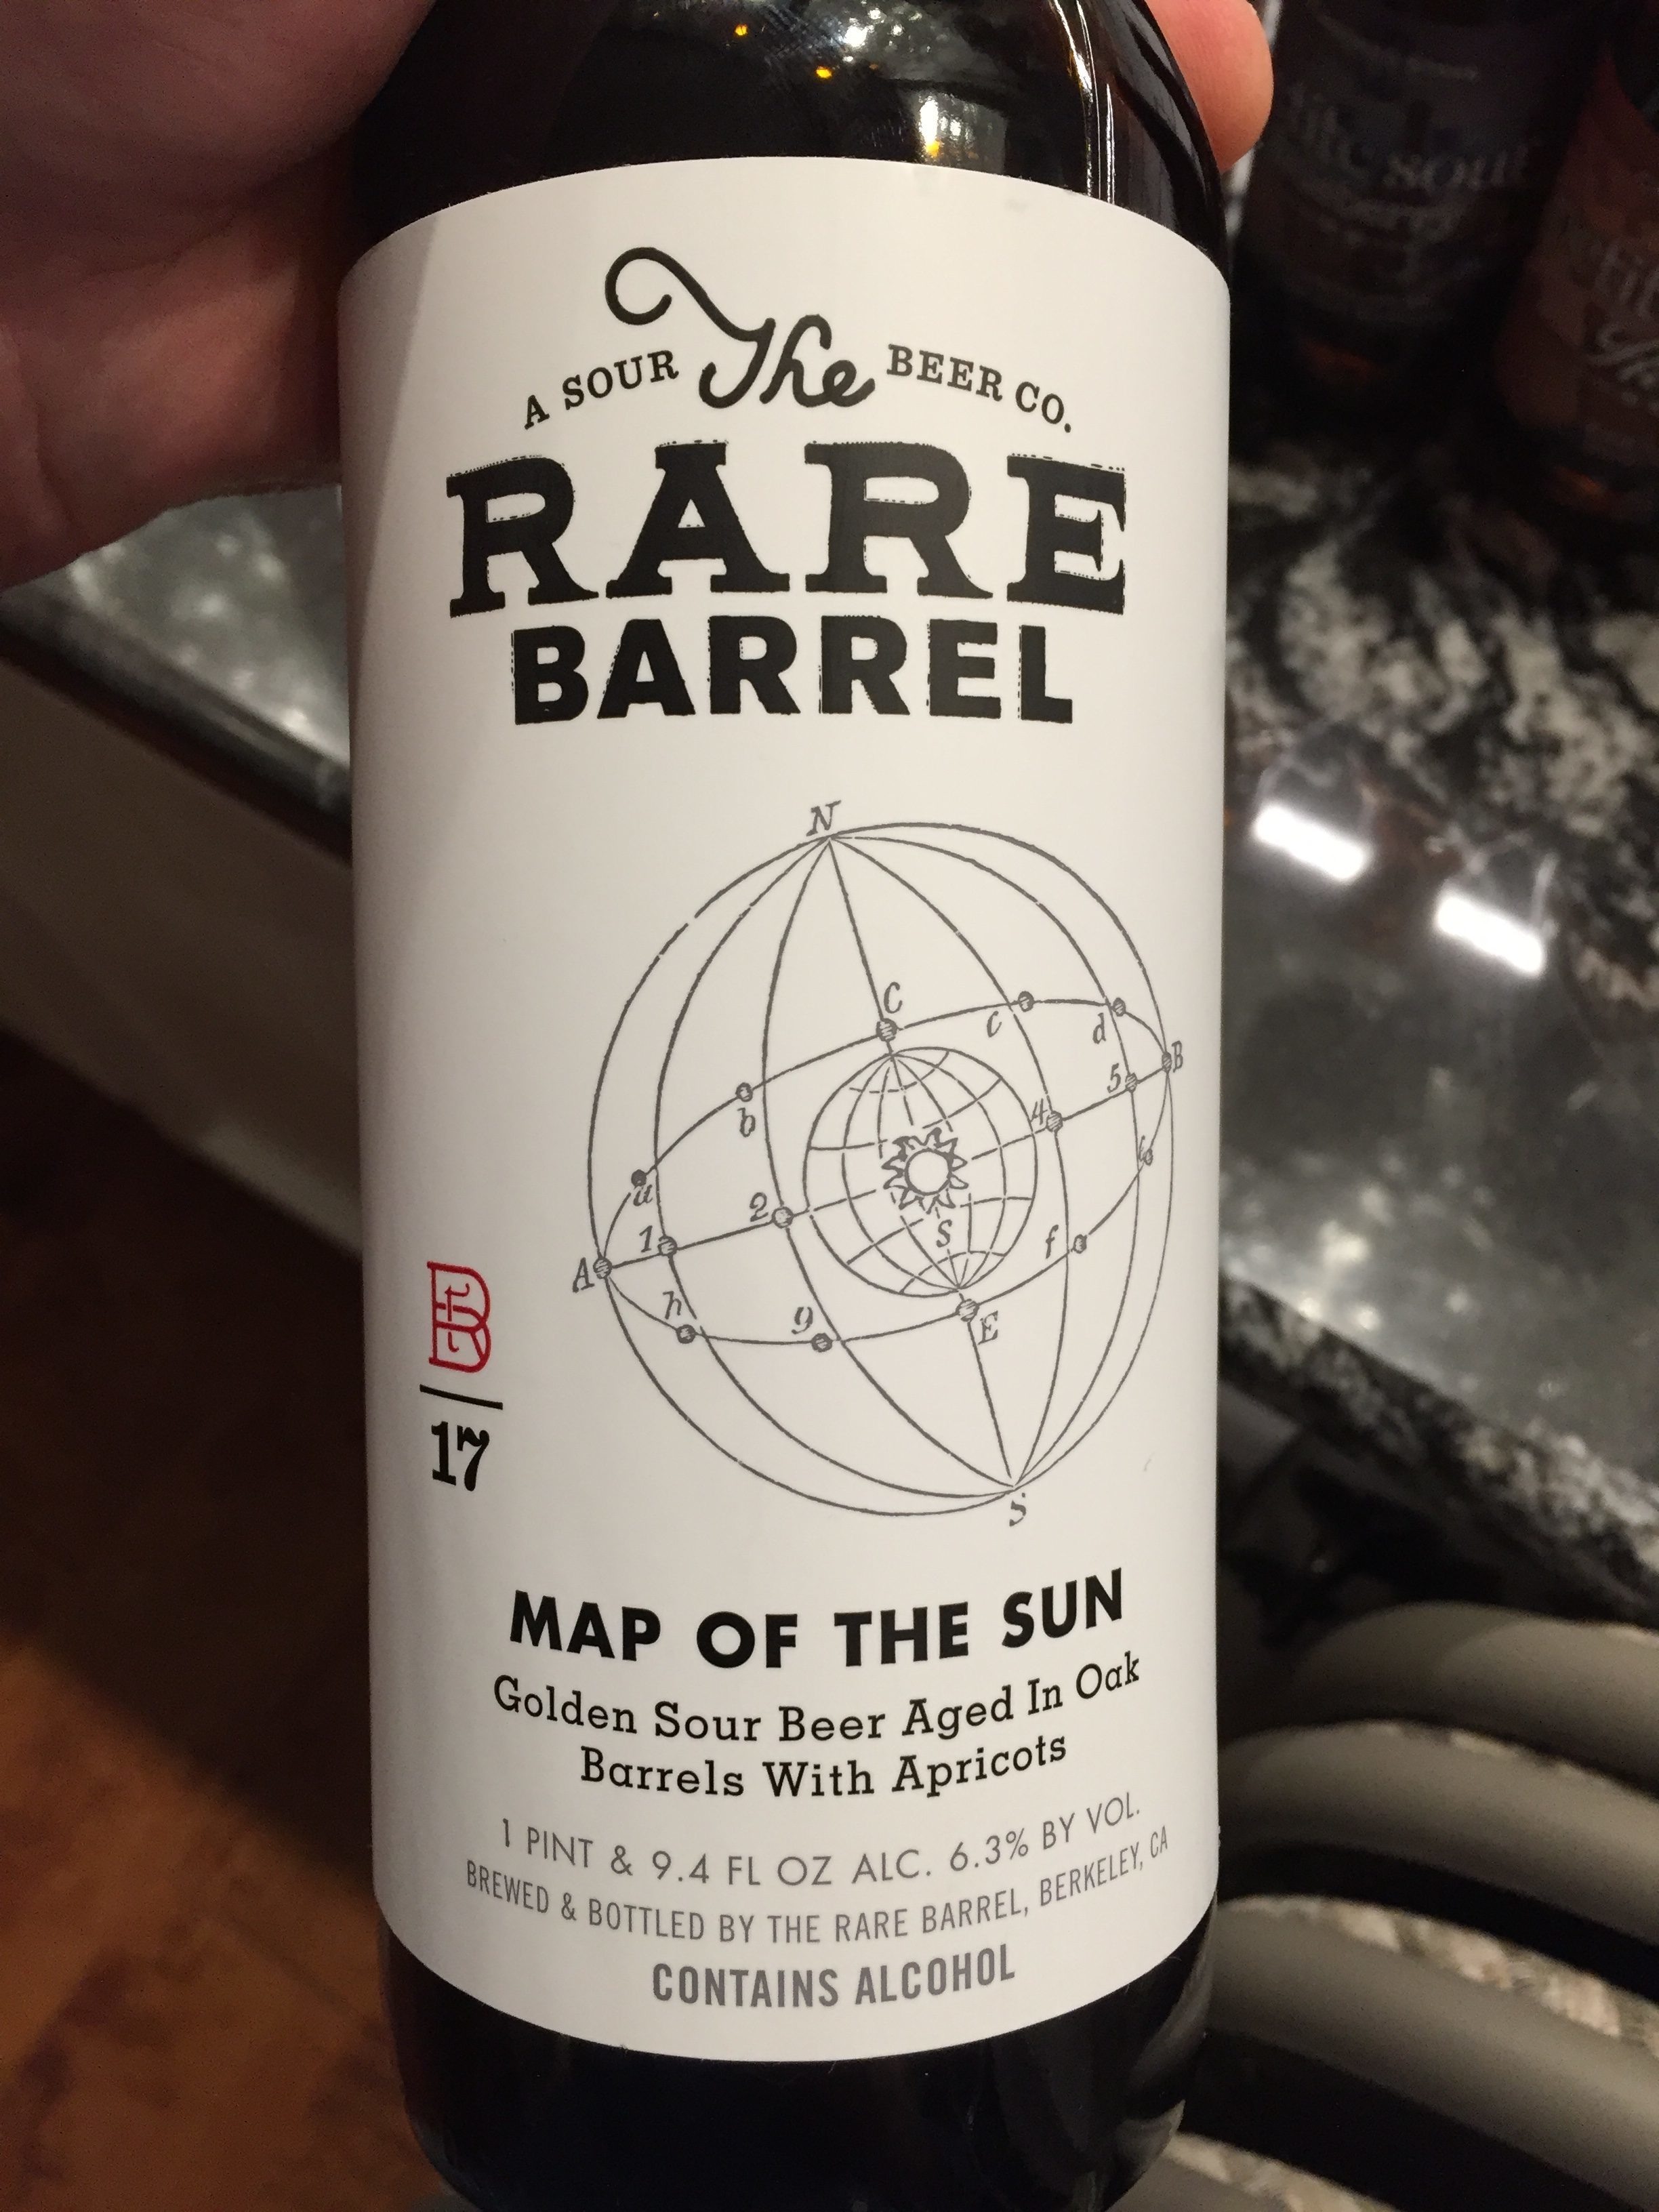 A SOUR The BEER CO.
RARE
BARREL
N
C
c
d
B
5
4
b
a
2
S
f
1
A
h
9
E
S
17
MAP OF THE SUN
Golden Sour Beer Aged In Oak
Barrels With Apricots
1 PINT & 9.4 FL OZ ALC. 6.3% BY VOL.
BREWED & BOTTLED BY THE RARE BARREL, BERKELEY, CA
CONTAINS ALCOHOL
sour